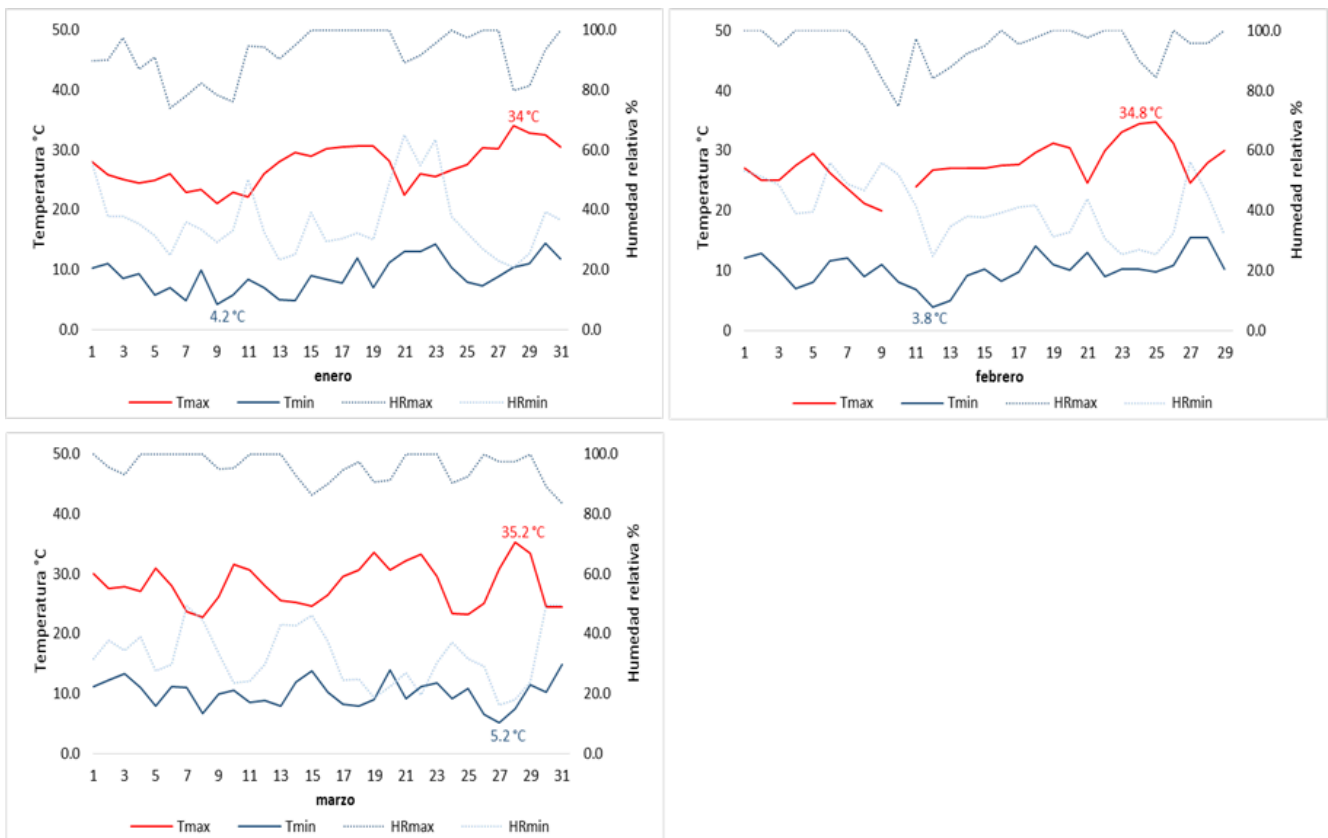 50.0 100.0
40.0 80.0
30.0 60.0
20.0 40.0
10.0 20.0
0.0 0.0
Temperatura °C
Humedad relativa %
34 °C
4.2 °C
1 3 5 7 9 11 13 15 17 19 21 23 25 27 29 31
enero
Tmax Tmin HRmax HRmin
50 100.0
40 80.0
30 60.0
20 40.0
10 20.0
0 0.0
Temperatura °C
Humedad relativa %
34.8 °C
3.8 °C
1 3 5 7 9 11 13 15 17 19 21 23 25 27 29
febrero
Tmax Tmin HRmax HRmin
50.0 100.0
40.0 80.0
30.0 60.0
20.0 40.0
10.0 20.0
0.0 0.0
Temperatura °C
Humedad relativa %
35.2 °C
5.2 °C
1 3 5 7 9 11 13 15 17 19 21 23 25 27 29 31
marzo
Tmax Tmin HRmax HRmin